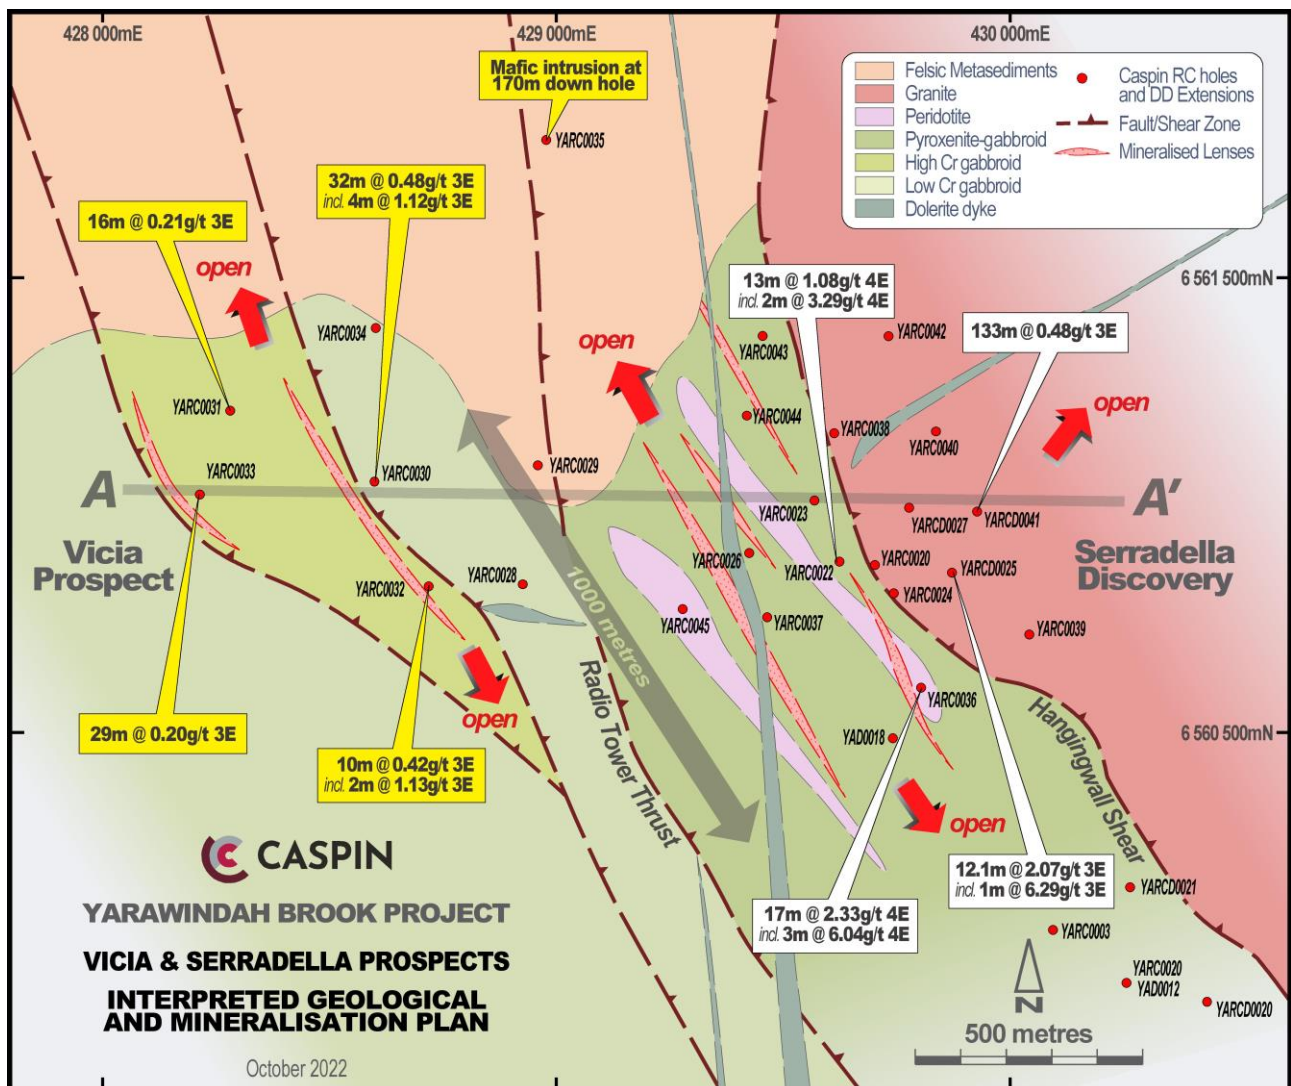 428 000mE
429 000mE
430 000mE
Mafic intrusion at
170m down hole
YARC0035
Felsic Metasediments
Granite
Peridotite
Pyroxenite-gabbroid
High Cr gabbroid
Low Cr gabbroid
Dolerite dyke
Caspin RC holes
and DD Extensions
Fault/Shear Zone
Mineralised Lenses
32m @ 0.48g/t 3E
incl. 4m @ 1.12g/t 3E
16m @ 0.21g/t 3E
open
6 561 500mN
13m @ 1.08g/t 4E
incl. 2m @ 3.29g/t 4E
YARC0034
YARC0043
YARC0042
133m @ 0.48g/t 3E
open
open
YARC0031
YARC0044
YARC0038
YARC0040
YARC0033
YARC0030
YARC0029
A
A'
YARC0023
YARCD0027
YARCD0041
Vicia
Prospect
Serradella
Discovery
YARC0026
YARC0022
YARC0020
YARCD0025
YARC0032
YARC0028
YARC0024
1000 metres
YARC0045
YARC0037
YARC0039
Radio Tower Thrust
YARC0036
Hangingwall Shear
open
29m @ 0.20g/t 3E
YAD0018
6 560 500mN
10m @ 0.42g/t 3E
incl. 2m @ 1.13g/t 3E
open
12.1m @ 2.07g/t 3E
incl. 1m @ 6.29g/t 3E
CASPIN
YARCD0021
17m @ 2.33g/t 4E
incl. 3m @ 6.04g/t 4E
YARAWINDAH BROOK PROJECT
YARC0003
VICIA & SERRADELLA PROSPECTS
YARC0020
YAD0012
YARCD0020
INTERPRETED GEOLOGICAL
AND MINERALISATION PLAN
N
500 metres
October 2022